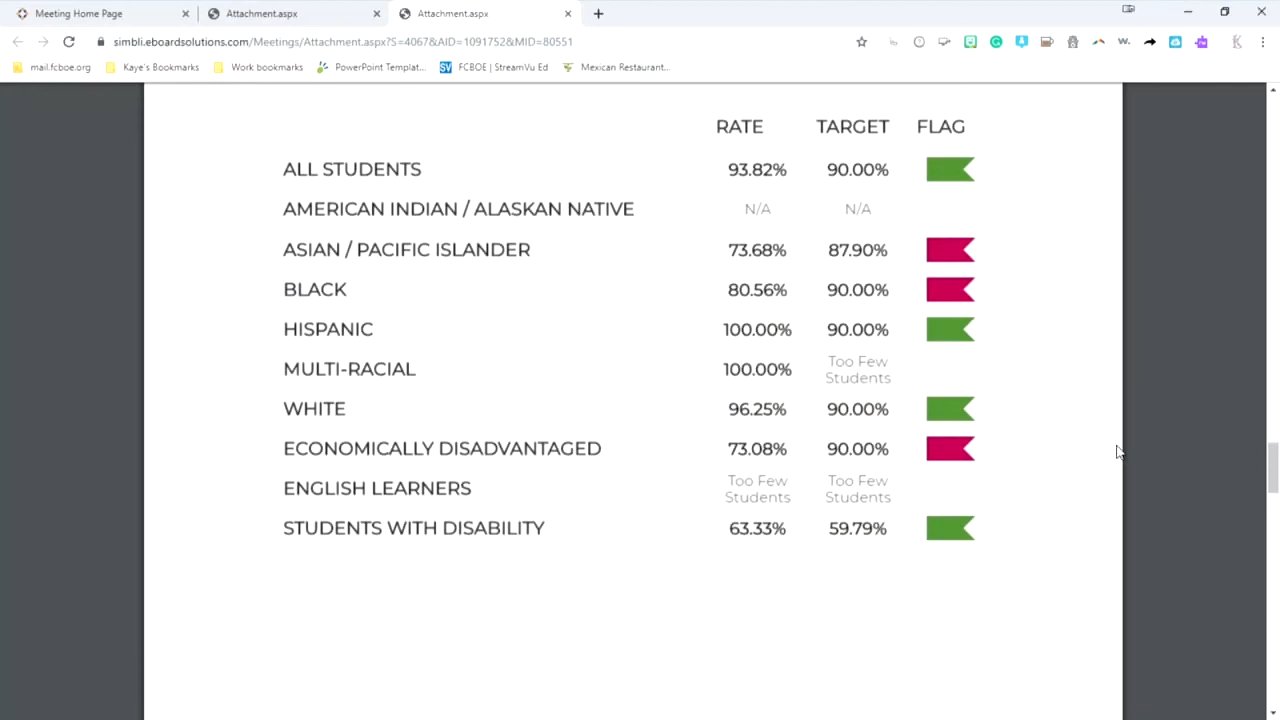 Meeting Home Page
Attachment.aspx
Attachment.aspx
simbli.eboardsolutions.com/Meetings/Attachment.aspx?S=4067&AID=1091752&MID=80551
mail.fcboe.org
Kaye's Bookmarks
Work bookmarks
PowerPoint Templat...
SV
FCBOE | StreamVu Ed
Mexican Restaurant...
RATE TARGET FLAG
ALL STUDENTS 93.82% 90.00%
AMERICAN INDIAN / ALASKAN NATIVE N/A N/A
ASIAN / PACIFIC ISLANDER 73.68% 87.90%
BLACK 80.56% 90.00%
HISPANIC 100.00% 90.00%
MULTI-RACIAL 100.00% Too Few
Students
WHITE 96.25% 90.00%
ECONOMICALLY DISADVANTAGED 73.08% 90.00%
ENGLISH LEARNERS Too Few Too Few
Students Students
STUDENTS WITH DISABILITY 63.33% 59.79%